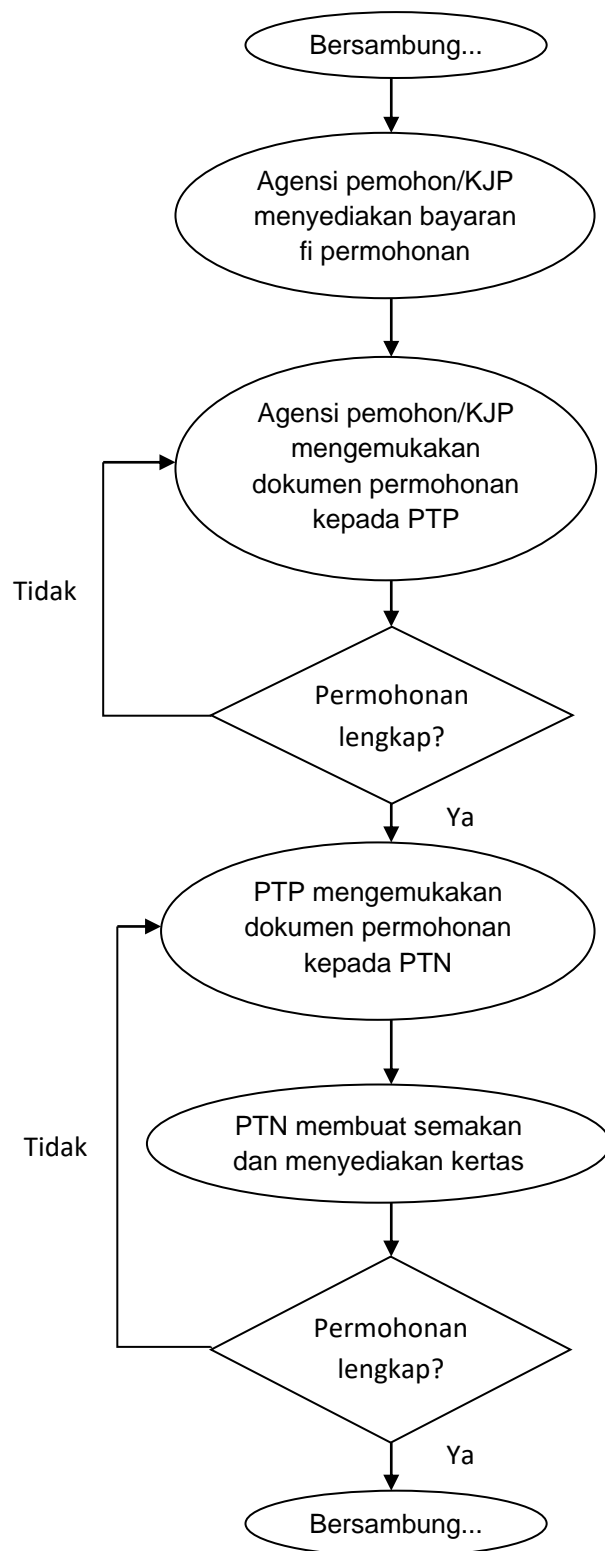 Bersambung...
Agensi pemohon/KJP
menyediakan bayaran
fi permohonan
Agensi pemohon/KJP
mengemukakan
dokumen permohonan
kepada PTP
Tidak
Permohonan
lengkap?
Ya
PTP mengemukakan
dokumen permohonan
kepada PTN
Tidak
PTN membuat semakan
dan menyediakan kertas
Permohonan
lengkap?
Ya
Bersambung...